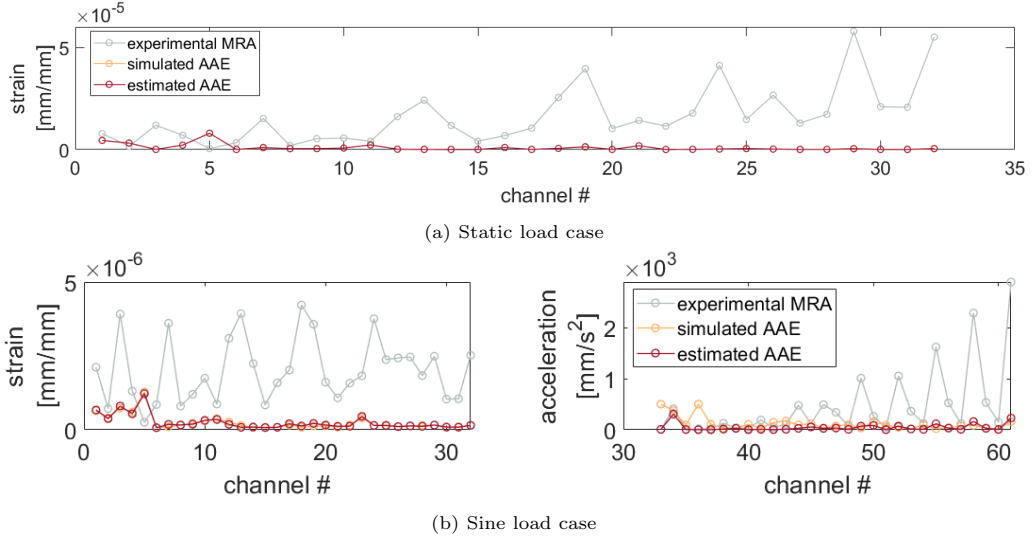 ×10-5
5
0
strain
[mm/mm]
experimental MRA
simulated AAE
estimated AAE
0 5 10 15 20 25 30 35
channel #
(a) Static load case
×10-6
5
0
strain
[mm/mm]
0 10 20 30
channel #
×103
2
1
0
acceleration
[mm/s2]
experimental MRA
simulated AAE
estimated AAE
30 40 50 60
channel #
(b) Sine load case